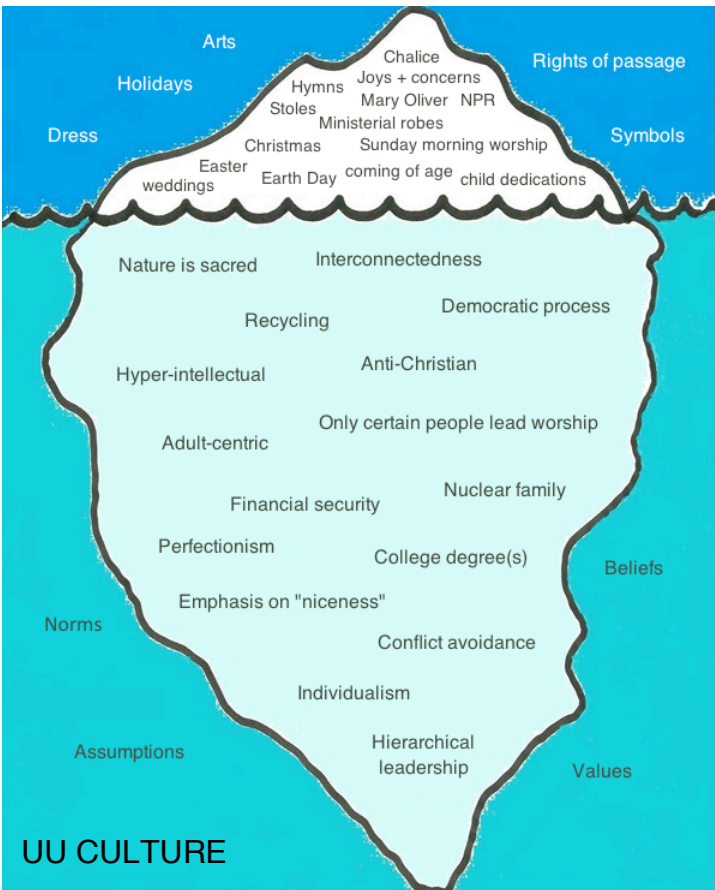 Arts
Rights of passage
Holidays
Dress
Symbols
Chalice
Joys + concerns
Hymns
Mary Oliver NPR
Stoles
Ministerial robes
Christmas
Sunday morning worship
Easter
Earth Day
coming of age
child dedications
weddings
Nature is sacred
Interconnectedness
Democratic process
Recycling
Anti-Christian
Hyper-intellectual
Only certain people lead worship
Adult-centric
Nuclear family
Financial security
Perfectionism
College degree(s)
Beliefs
Emphasis on "niceness"
Norms
Conflict avoidance
Individualism
Hierarchical
leadership
Assumptions
Values
UU CULTURE